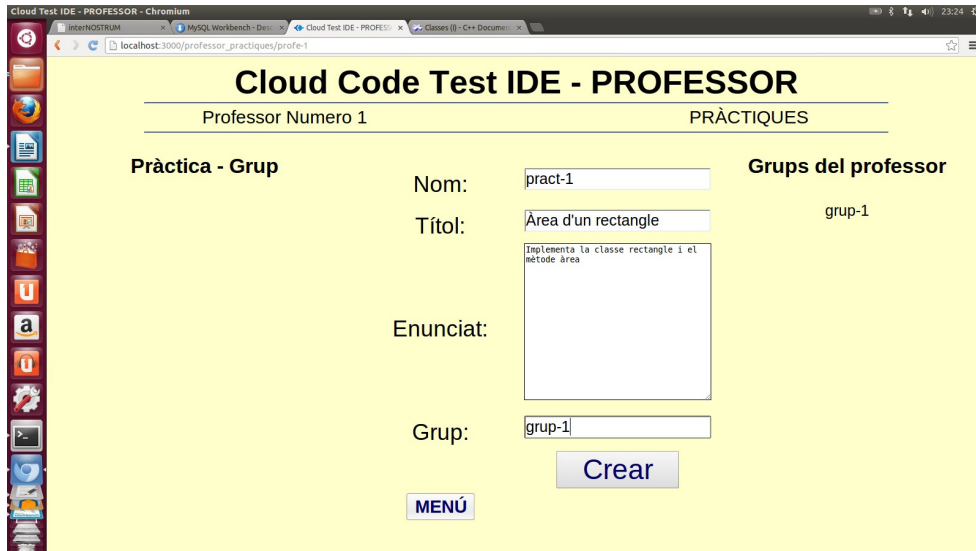 Cloud Test IDE - PROFESSOR - Chromium
23:24
interNOSTRUM
MySQL Workbench - Desc
Cloud Test IDE - PROFES
Classes (I) - C++ Documen
localhost:3000/professor_practiques/profe-1
Cloud Code Test IDE - PROFESSOR
Professor Numero 1
PRÀCTIQUES
Pràctica - Grup
Grups del professor
Nom:
pract-1
grup-1
Títol:
Àrea d'un rectangle
Enunciat:
Implementa la classe rectangle i el
mètode àrea
Grup:
grup-1
Crear
MENÚ